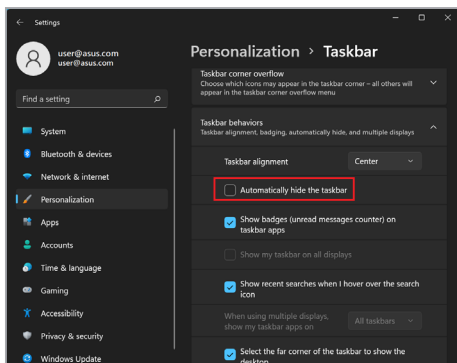 Settings
user@asus.com
user@asus.com
Find a setting
System
Bluetooth & devices
Network & internet
Personalization
Apps
Accounts
Time & language
Gaming
Accessibility
Privacy & security
Windows Update
Personalization > Taskbar
Taskbar corner overflow
Choose which icons may appear in the taskbar corner – all others will
appear in the taskbar corner overflow menu
Taskbar behaviors
Taskbar alignment, badging, automatically hide, and multiple displays
Taskbar alignment
Center
Automatically hide the taskbar
Show badges (unread messages counter) on
taskbar apps
Show my taskbar on all displays
Show recent searches when I hover over the search
icon
When using multiple displays,
show my taskbar apps on
All taskbars
Select the far corner of the taskbar to show the
desktop